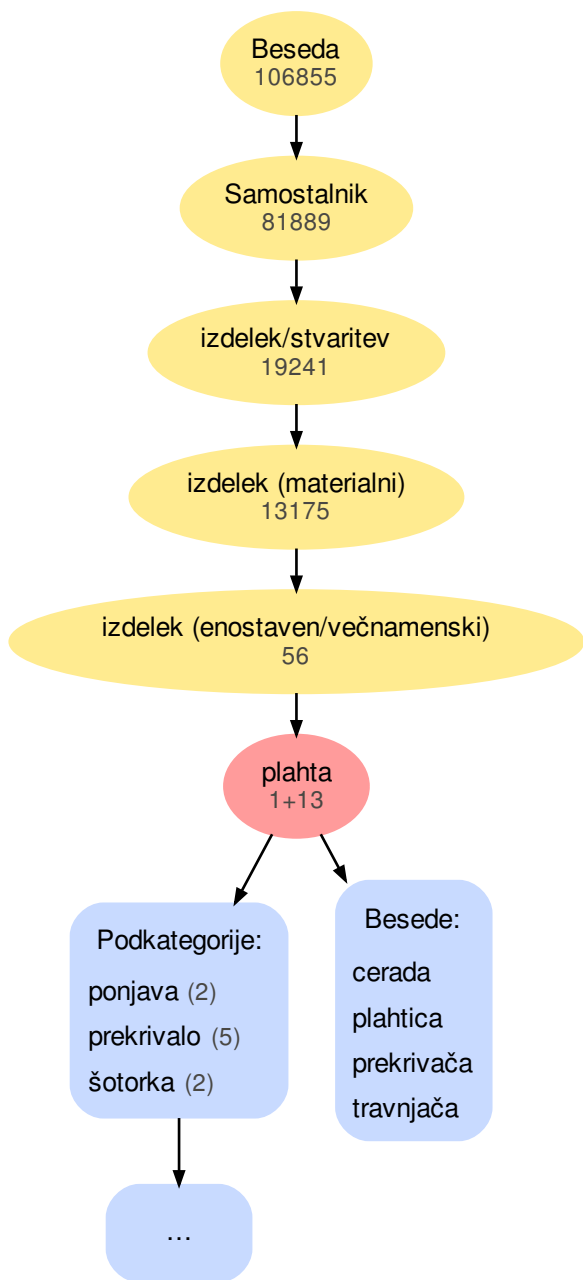 Beseda
106855
Samostalnik
81889
izdelek/stvaritev
19241
izdelek (materialni)
13175
izdelek (enostaven/večnamenski)
56
plahta
1+13
Podkategorije:
ponjava (2)
prekrivalo (5)
šotorka (2)
Besede:
cerada
plahtica
prekrivača
travnjača
...